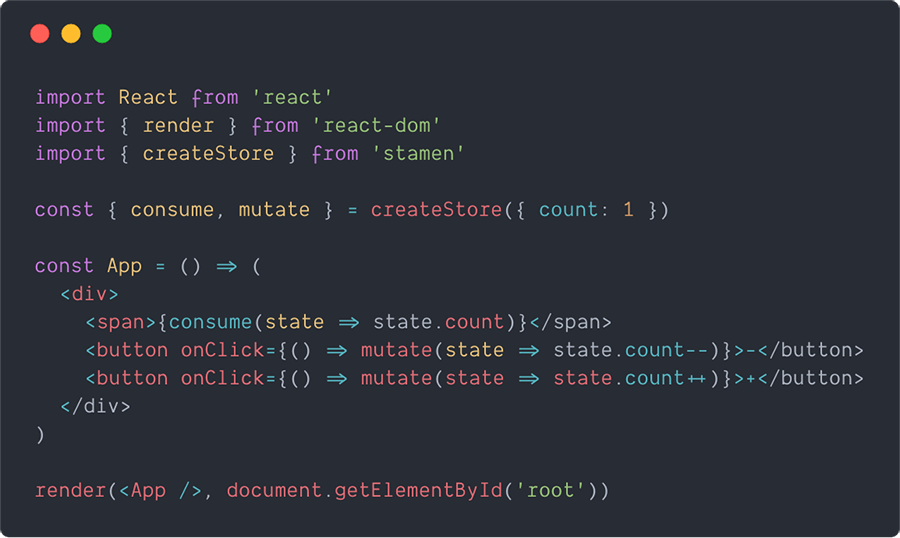 import React from 'react'
import { render } from 'react-dom'
import { createStore } from 'stamen'
const { consume, mutate } = createStore({ count: 1 })
const App = () => (
<div>
<span>{consume(state => state.count)}</span>
<button onClick={() => mutate(state => state.count--)}>-</button>
<button onClick={() => mutate(state => state.count++)}>+</button>
</div>
)
render(<App />, document.getElementById('root'))